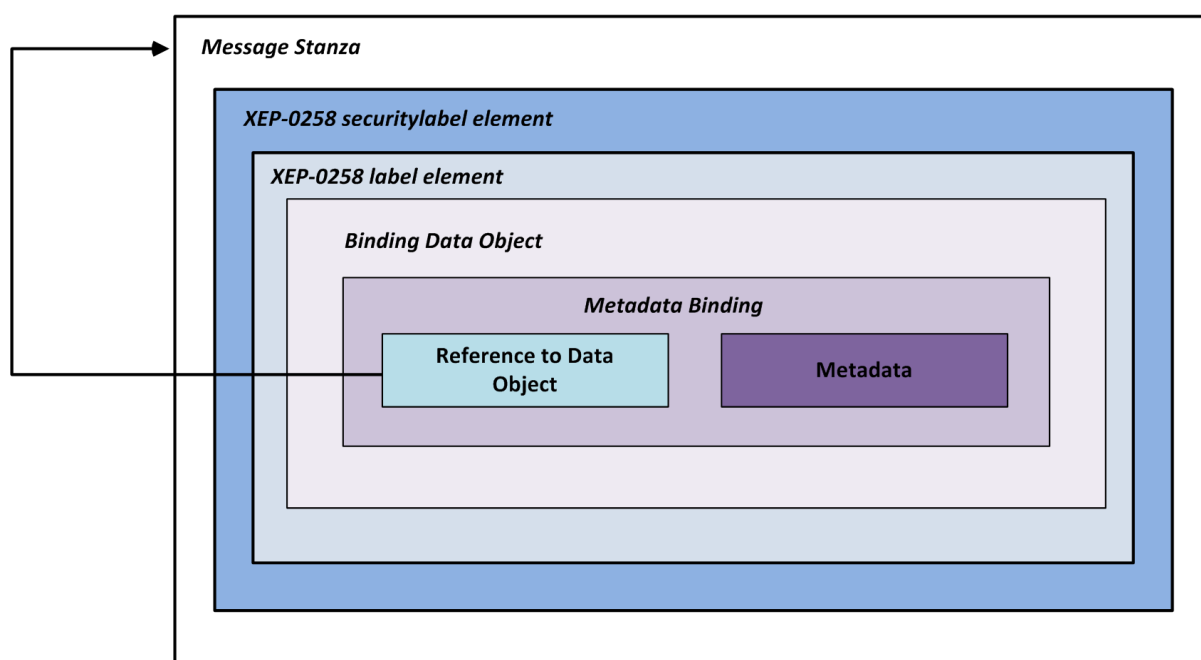 Message Stanza
XEP-0258 securitylabel element
XEP-0258 label element
Binding Data Object
Metadata Binding
Reference to Data
Object
Metadata